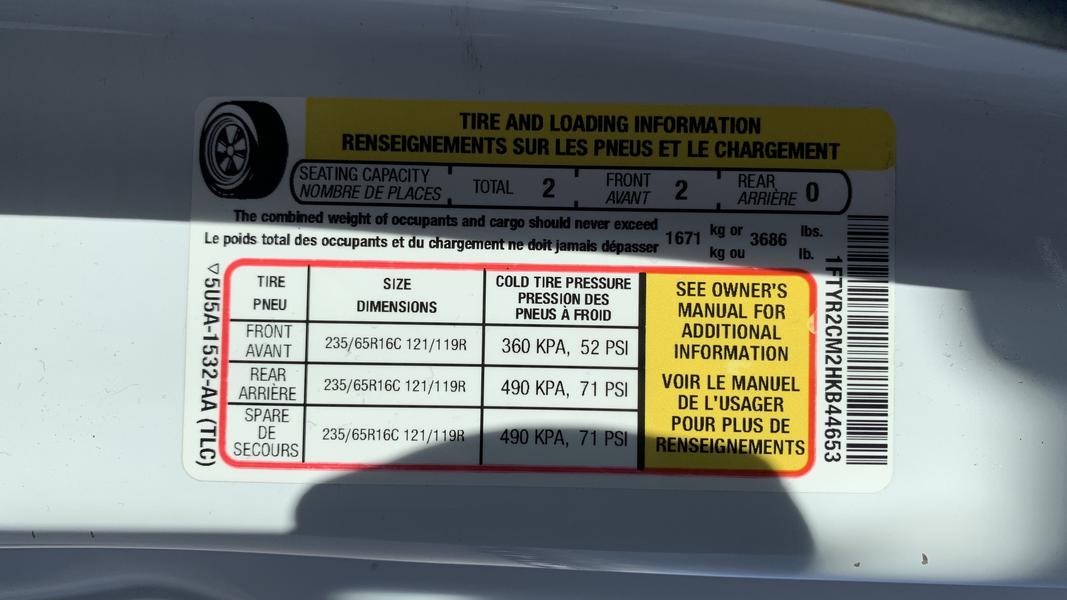 TIRE AND LOADING INFORMATION
RENSEIGNEMENTS SUR LES PNEUS ET LE CHARGEMENT
SEATING CAPACITY
NOMBRE DE PLACES
TOTAL 2
FRONT
AVANT
2
REAR
ARRIÈRE
0
The combined weight of occupants and cargo should never exceed
Le poids total des occupants et du chargement ne doit jamais dépasser
1671
kg or
kg ou
3686
lbs.
lb.
5U5A-1532-AA (TLC)
TIRE
PNEU
SIZE
DIMENSIONS
COLD TIRE PRESSURE
PRESSION DES
PNEUS À FROID
FRONT
AVANT
235/65R16C 121/119R
360 KPA, 52 PSI
REAR
ARRIÈRE
235/65R16C 121/119R
490 KPA, 71 PSI
SPARE
DE
SECOURS
235/65R16C 121/119R
490 KPA, 71 PSI
SEE OWNER'S
MANUAL FOR
ADDITIONAL
INFORMATION
VOIR LE MANUEL
DE L'USAGER
POUR PLUS DE
RENSEIGNEMENTS
1FTYR2CM2HKB44653